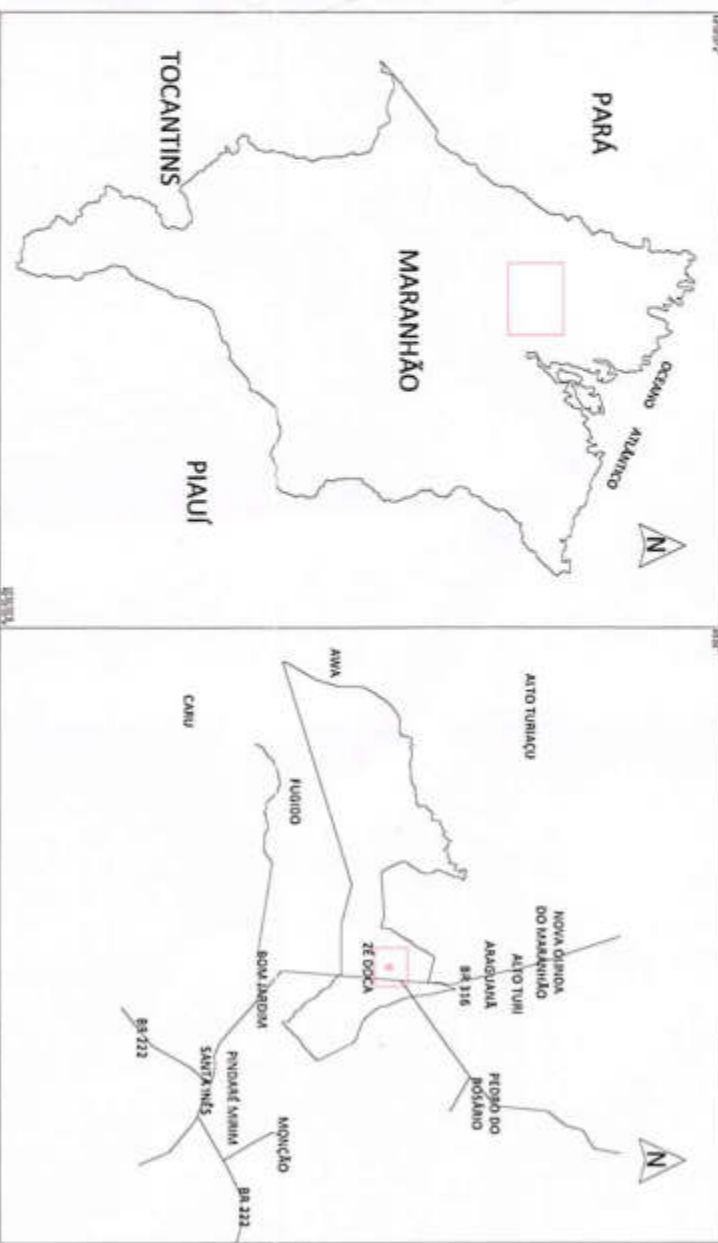 PARÁ
TOCANTINS
MARANHÃO
OCEANO
ATLÂNTICO
PIAUÍ
N
ALTO TURIAÇU
AWA
CARU
FUGIDO
NOVA OLINDA
DO MARANHÃO
ALTO TURI
ARAGUANÃ
BR 316
ZÉ DOCA
BOM JARDIM
PEDRO DO
ROSÁRIO
PINDARÉ MIRIM
SANTA INÊS
MONÇÃO
BR 222
BR 222
N